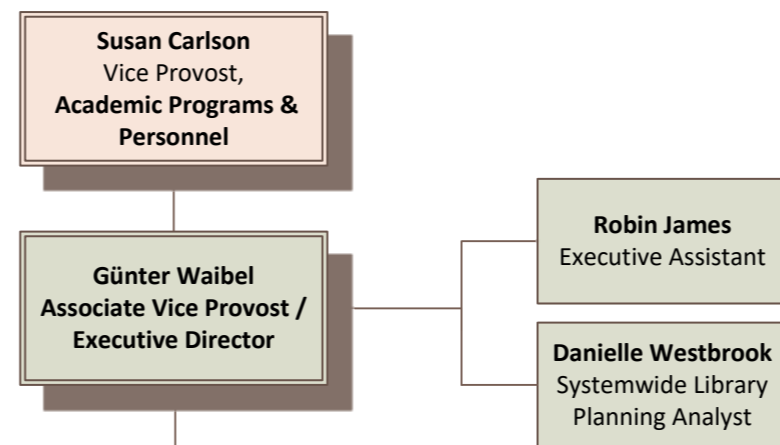 Susan Carlson
Vice Provost,
Academic Programs &
Personnel
Günter Waibel
Associate Vice Provost /
Executive Director
Robin James
Executive Assistant
Danielle Westbrook
Systemwide Library
Planning Analyst